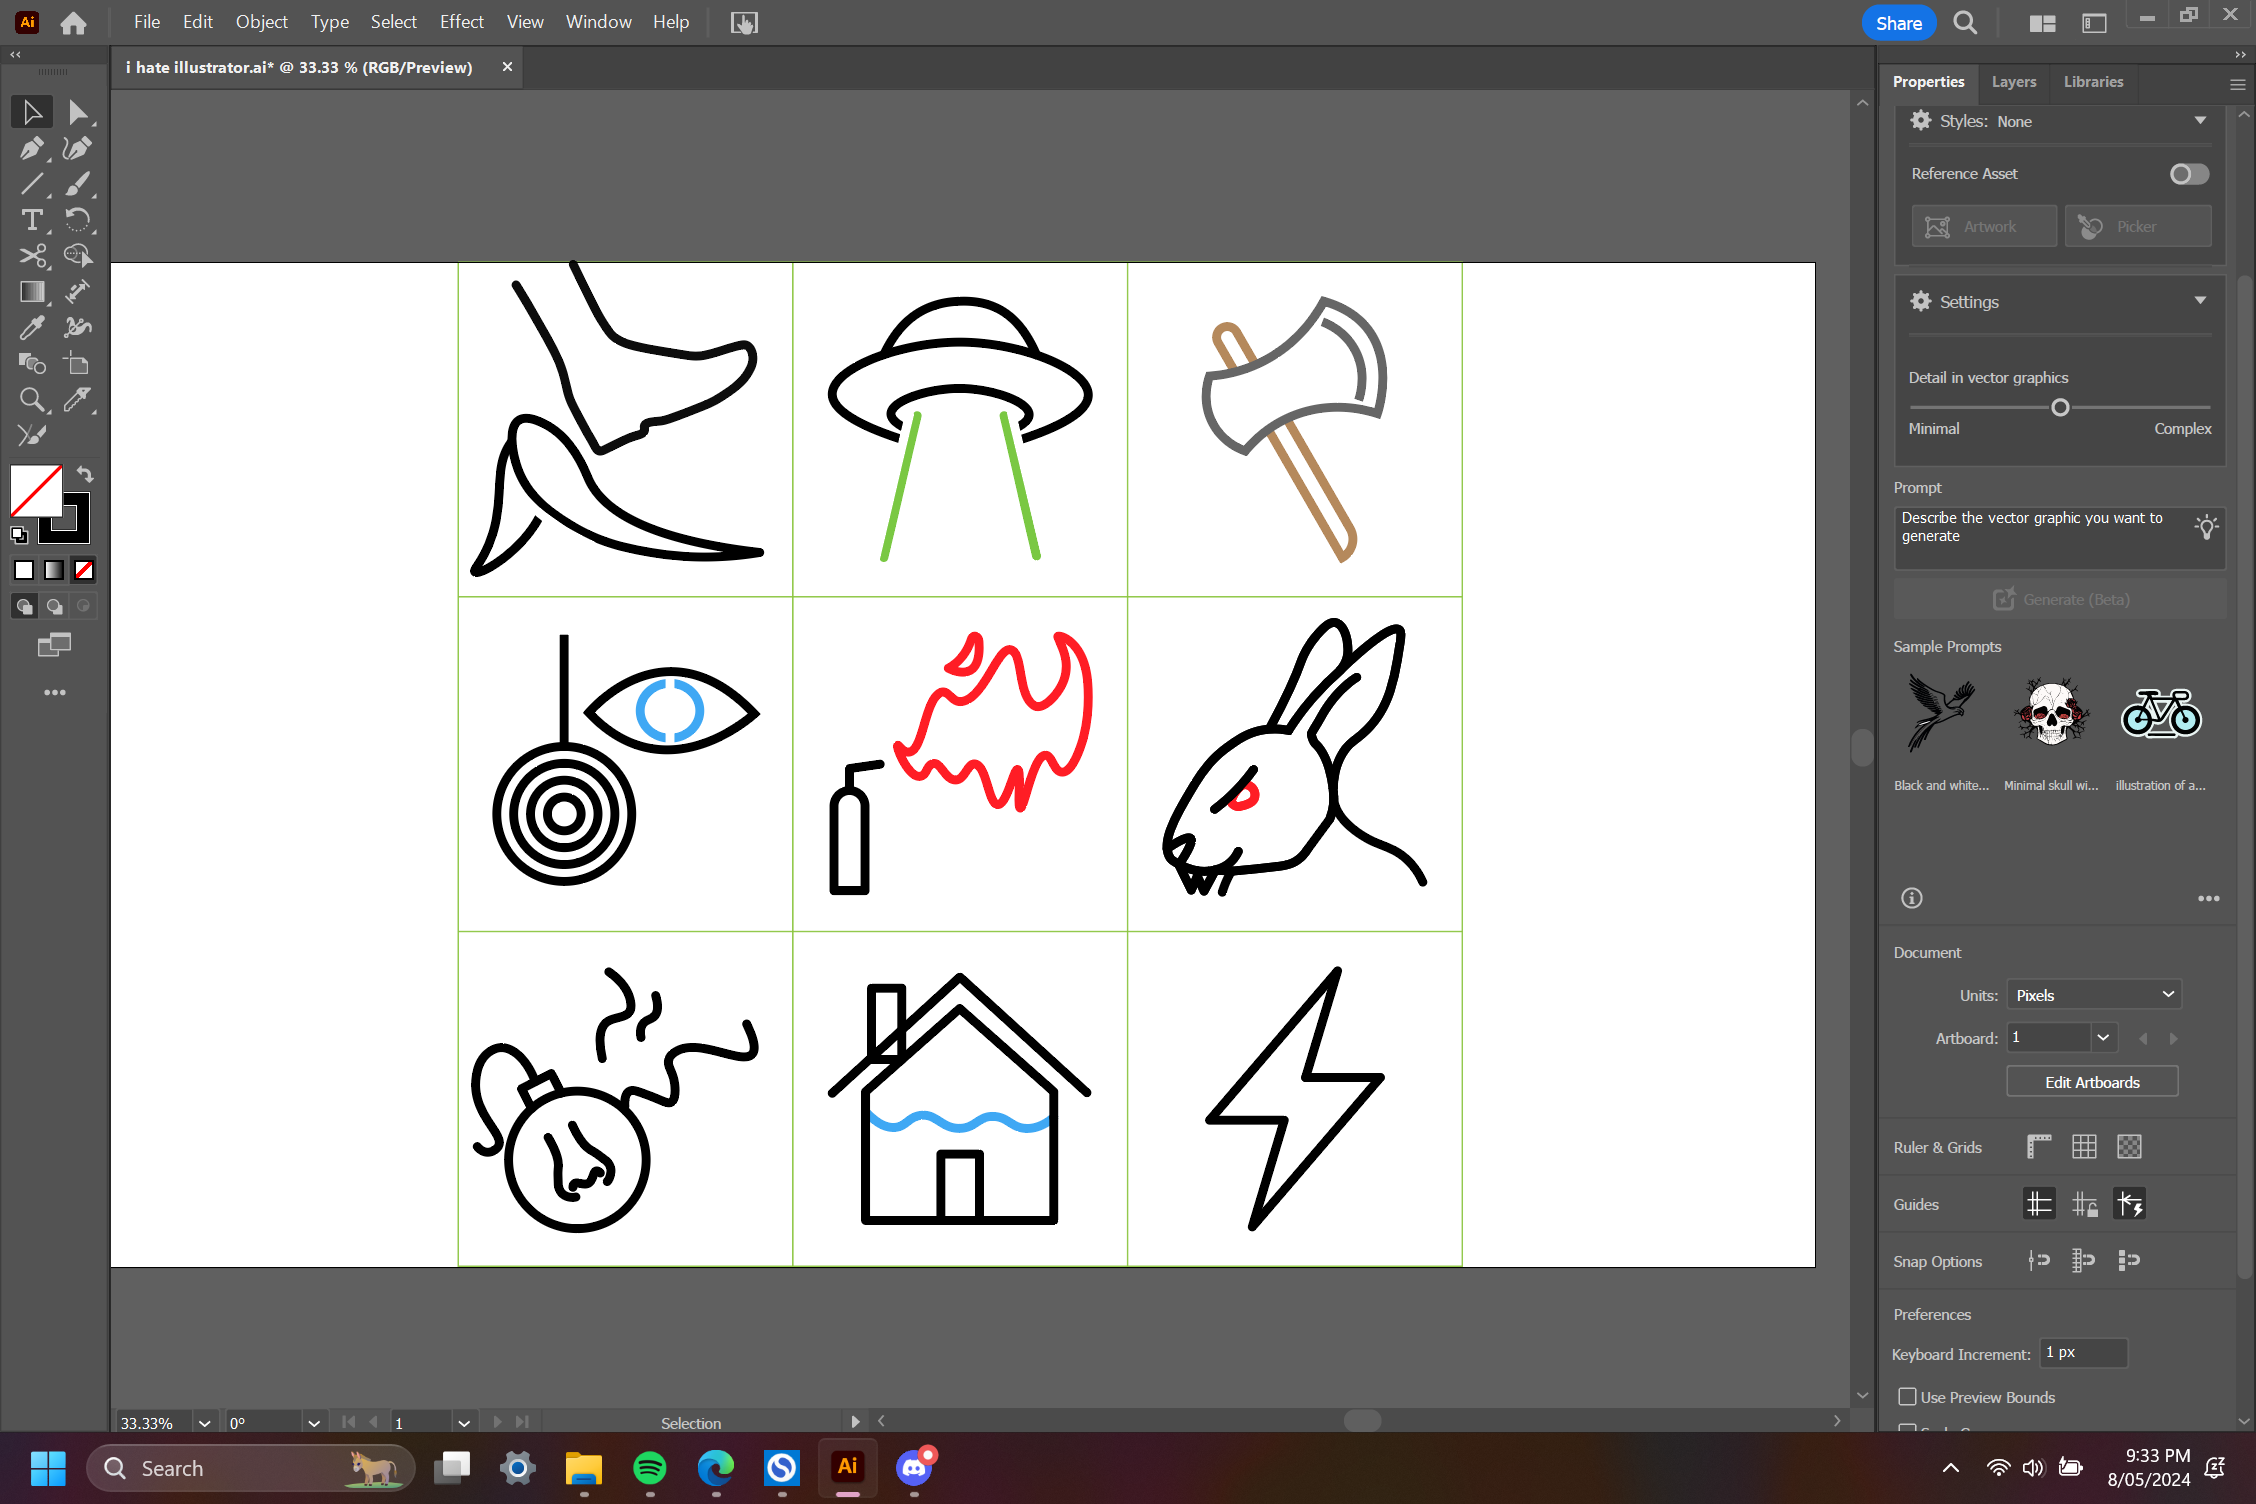 Ai
File Edit Object Type Select Effect View Window Help
Share
i hate illustrator.ai* @ 33.33 % (RGB/Preview)
Properties Layers Libraries
Styles: None
Reference Asset
Artwork Picker
Settings
Detail in vector graphics
Minimal Complex
Prompt
Describe the vector graphic you want to
generate
Generate (Beta)
Sample Prompts
Black and white... Minimal skull wi... illustration of a...
Document
Units: Pixels
Artboard: 1
Edit Artboards
Ruler & Grids
Guides
Snap Options
Preferences
Keyboard Increment: 1 px
Use Preview Bounds
33.33% 0° 1 Selection
Search
Ai
9:33 PM
8/05/2024